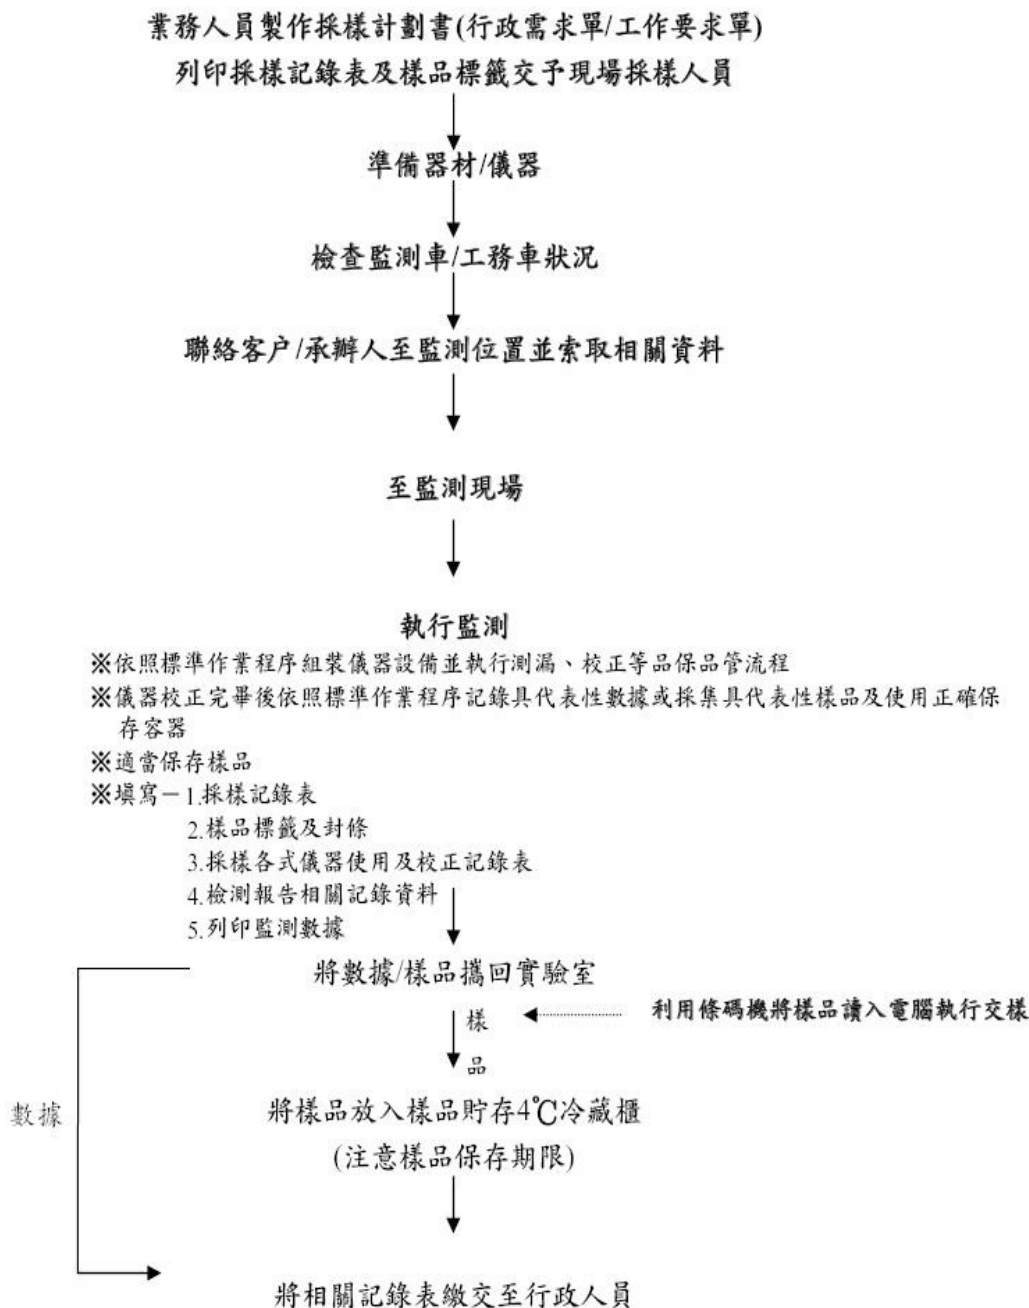 業務人員製作採樣計劃書(行政需求單/工作要求單)
列印採樣記錄表及樣品標籤交予現場採樣人員
準備器材/儀器
檢查監測車/工務車狀況
聯絡客戶/承辦人至監測位置並索取相關資料
至監測現場
執行監測
※依照標準作業程序組裝儀器設備並執行測漏、校正等品保品管流程
※儀器校正完畢後依照標準作業程序記錄具代表性數據或採集具代表性樣品及使用正確保
存容器
※適當保存樣品
※填寫－1.採樣記錄表
2.樣品標籤及封條
3.採樣各式儀器使用及校正記錄表
4.檢測報告相關記錄資料
5.列印監測數據
將數據/樣品攜回實驗室
樣
品
利用條碼機將樣品讀入電腦執行交樣
數據
將樣品放入樣品貯存4℃冷藏櫃
(注意樣品保存期限)
將相關記錄表繳交至行政人員